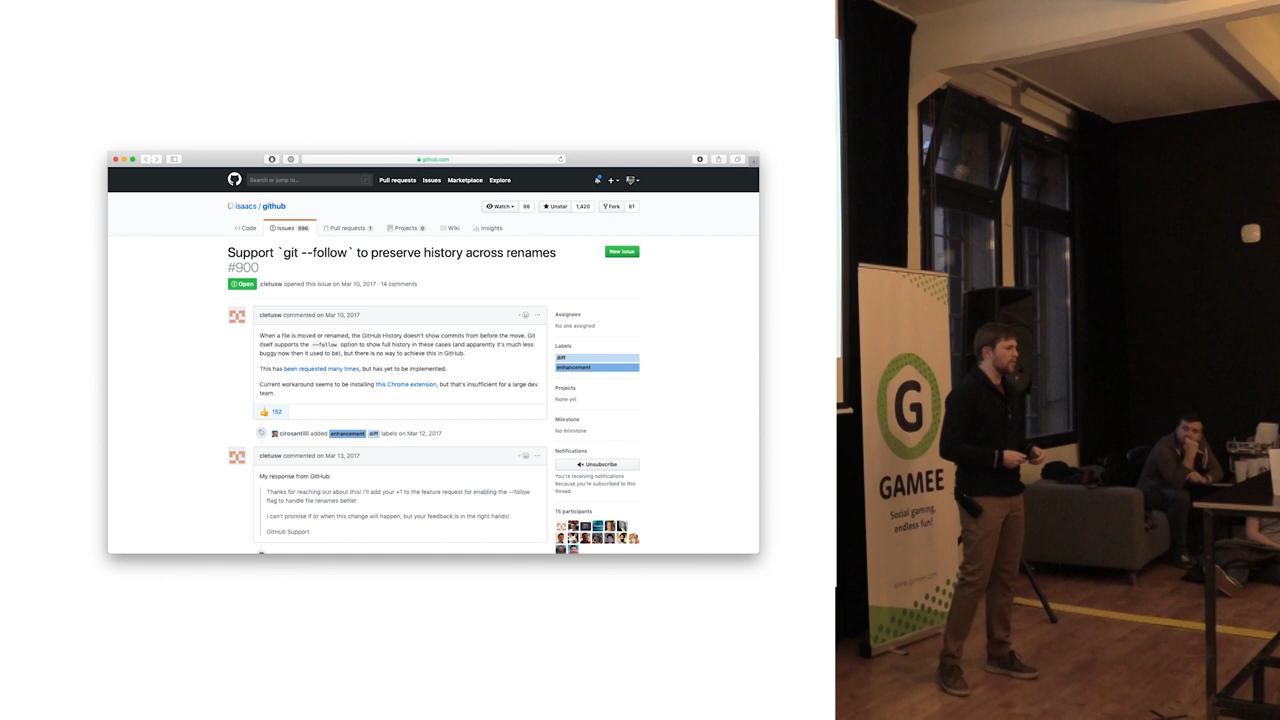 github.com
Search or jump to...
/
Pull requests
Issues
Marketplace
Explore
isaacs / github
Watch
86
Unstar
1,420
Fork
61
Code
Issues 996
Pull requests 1
Projects 0
Wiki
Insights
Support `git --follow` to preserve history across renames
#900
New issue
Open
cletusw opened this issue on Mar 10, 2017 · 14 comments
cletusw commented on Mar 10, 2017
When a file is moved or renamed, the GitHub History doesn't show commits from before the move. Git
itself supports the --follow option to show full history in these cases (and apparently it's much less
buggy now then it used to be), but there is no way to achieve this in GitHub.
This has been requested many times, but has yet to be implemented.
Current workaround seems to be installing this Chrome extension, but that's insufficient for a large dev
team.
152
cirosantilli added enhancement diff labels on Mar 12, 2017
cletusw commented on Mar 13, 2017
My response from GitHub:
Thanks for reaching out about this! I'll add your +1 to the feature request for enabling the --follow
flag to handle file renames better.
I can't promise if or when this change will happen, but your feedback is in the right hands!
GitHub Support
Assignees
No one assigned
Labels
diff
enhancement
Projects
None yet
Milestone
No milestone
Notifications
Unsubscribe
You're receiving notifications
because you're subscribed to this
thread.
15 participants
G
GAMEE
Social gaming,
endless fun!
www.gamee.com